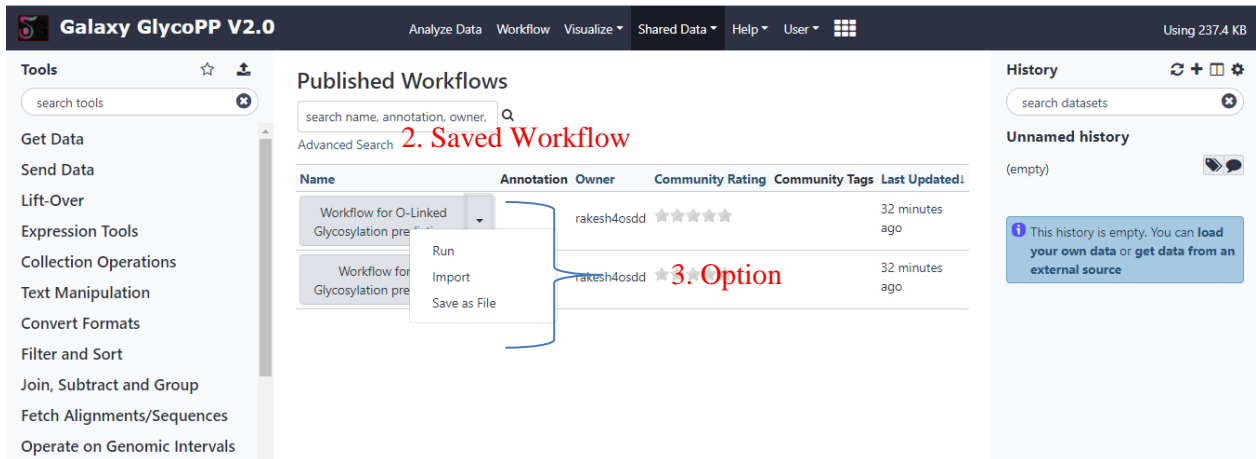 Galaxy GlycoPP V2.0
Analyze Data Workflow Visualize Shared Data Help User
Using 237.4 KB
Tools
search tools
Get Data
Send Data
Lift-Over
Expression Tools
Collection Operations
Text Manipulation
Convert Formats
Filter and Sort
Join, Subtract and Group
Fetch Alignments/Sequences
Operate on Genomic Intervals
Published Workflows
search name, annotation, owner,
Advanced Search
2. Saved Workflow
Name Annotation Owner Community Rating Community Tags Last Updated↓
Workflow for O-Linked
Glycosylation
rakesh4osdd
32 minutes
ago
Run
Import
Save as File
Workflow for
Glycosylation
rakesh4osdd
3. Option
32 minutes
ago
History
search datasets
Unnamed history
(empty)
This history is empty. You can load
your own data or get data from an
external source